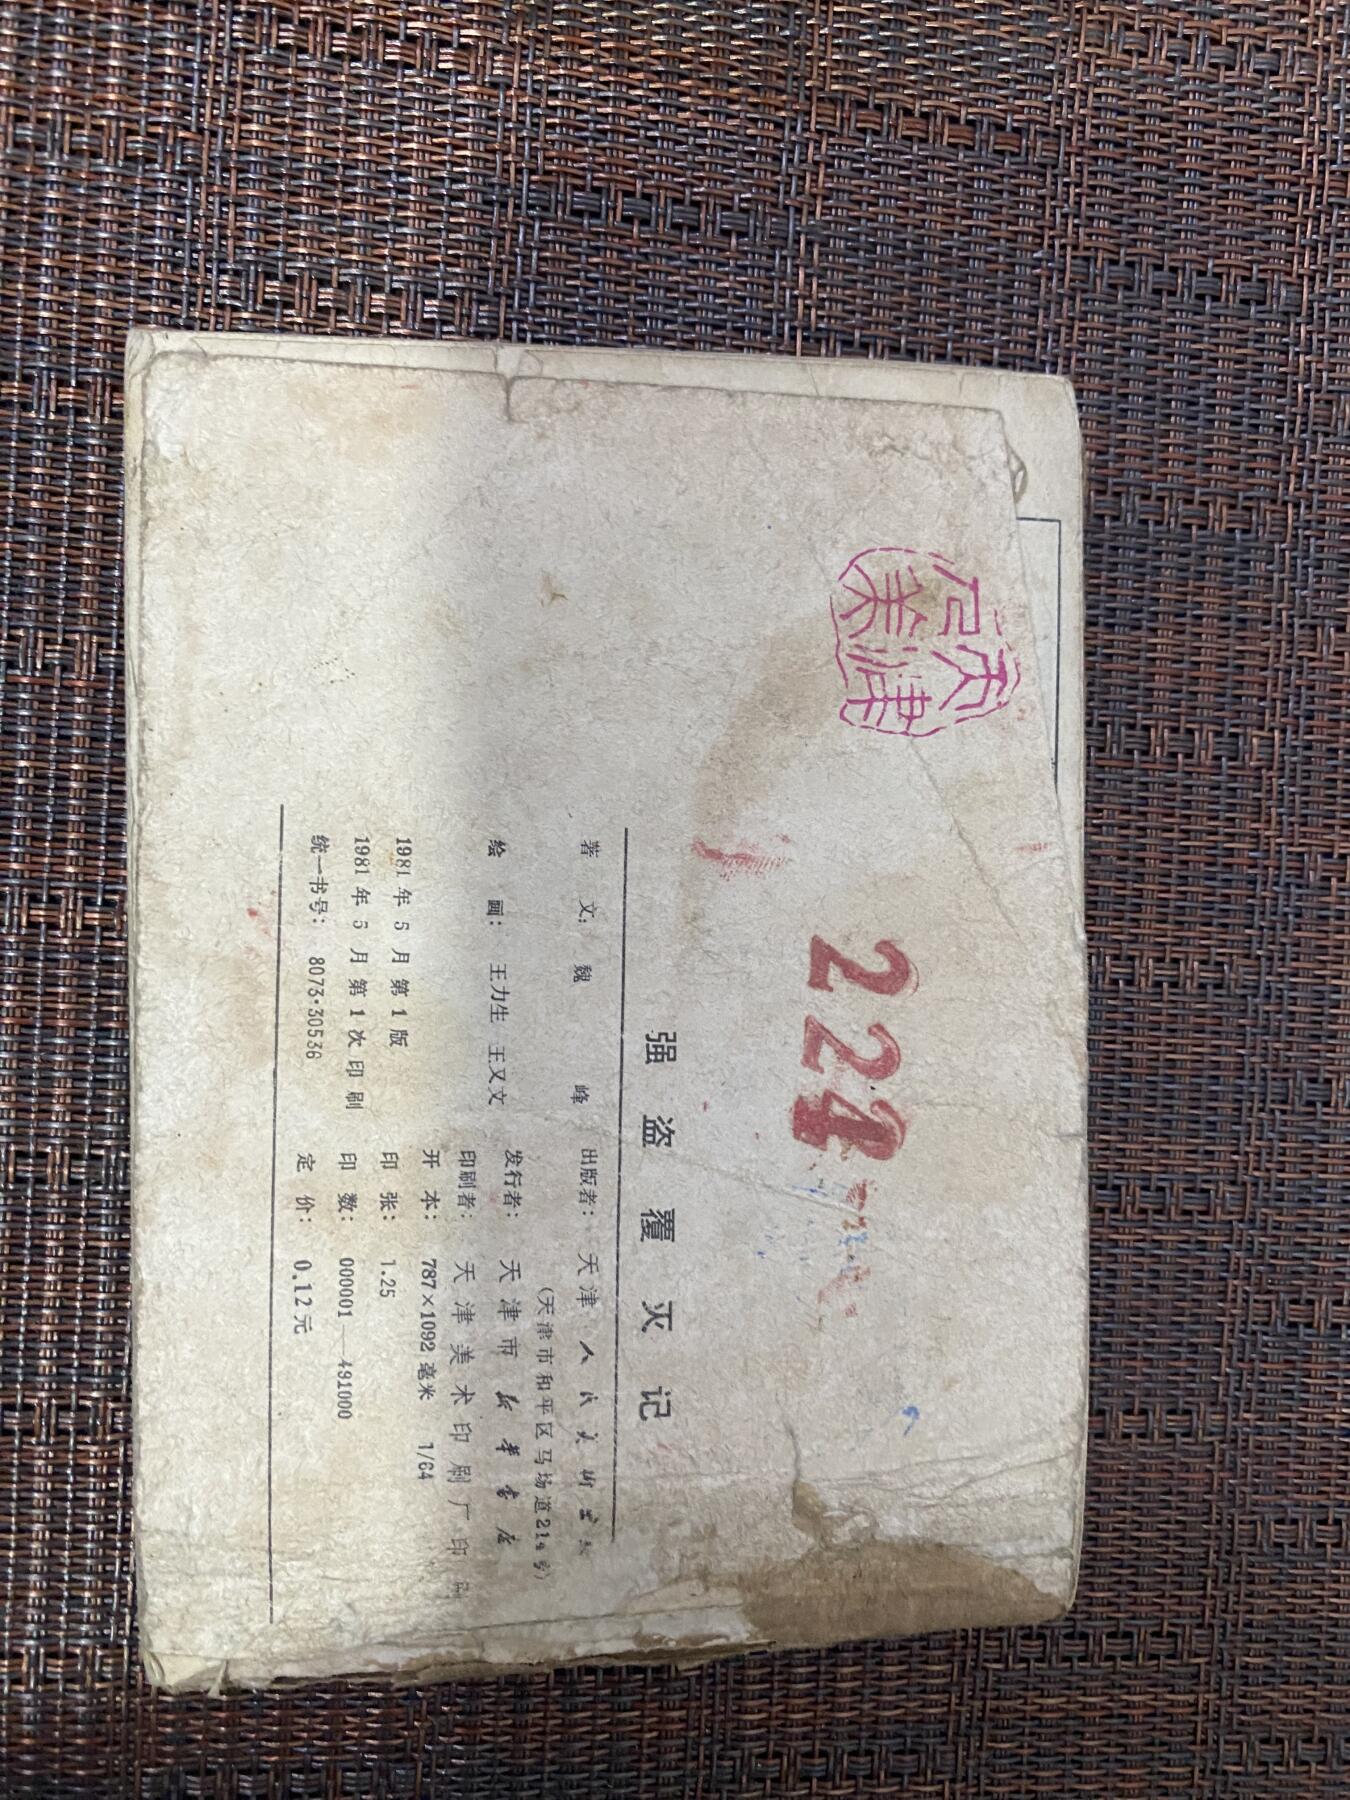 224
强盗覆灭记
著 文: 魏 峰
绘 画: 王力生 王又文
1981年5月第1版
1981年5月第1次印刷
统一书号: 8073·30536
出版者: 天津人民美术出版
(天津市和平区马场道214号)
发行者: 天津市新华书店
印刷者: 天津美术印刷厂印刷
开 本: 787×1092毫米 1/64
印 张: 1.25
印 数: 000001—491000
定 价: 0.12元